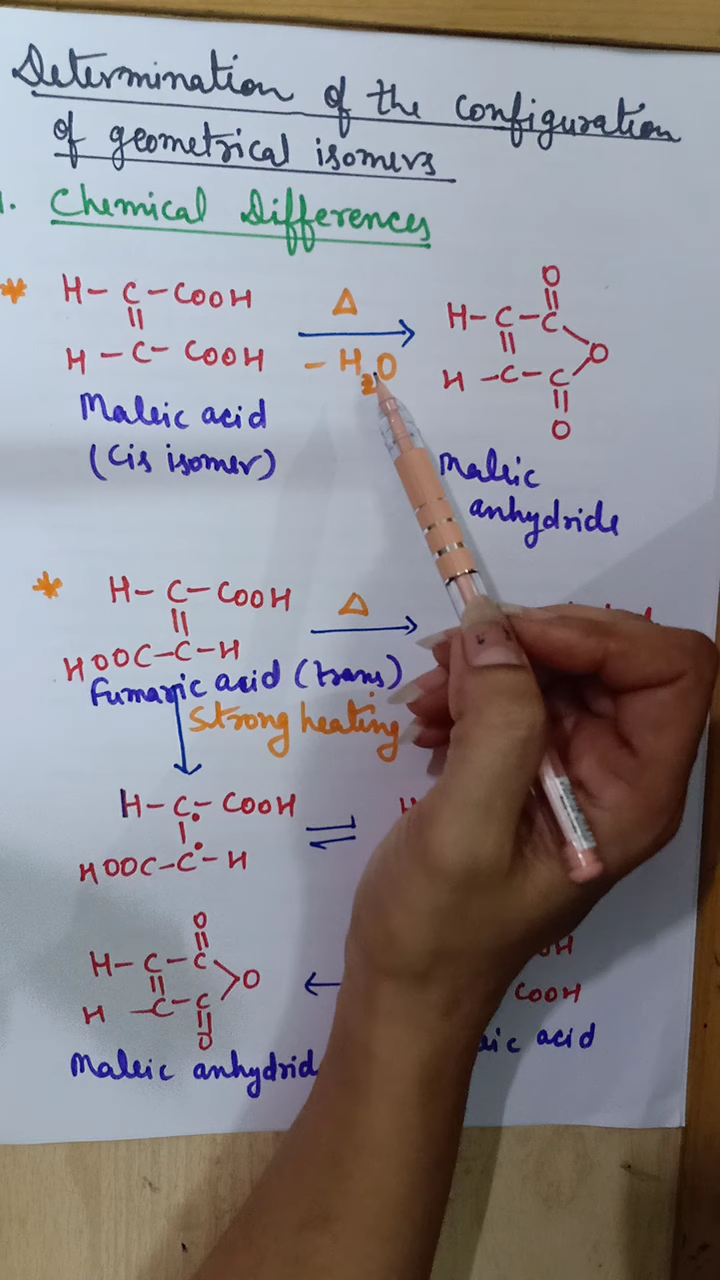 Determination of the configuration
of geometrical isomers
1. Chemical Differences
* H-C-COOH Δ
||
H-C-COOH -H2O
Maleic acid
(Cis isomer)
O
||
H-C-C
|| O
H-C-C
||
O
Maleic
anhydride
* H-C-COOH Δ
||
HOOC-C-H
Fumaric acid (trans)
Strong heating
H-C-COOH ⇌ H
|
HOOC-C-H
O
||
H-C-C
|| O ←
H-C-C
||
O
Maleic anhydrid
COOH
acid